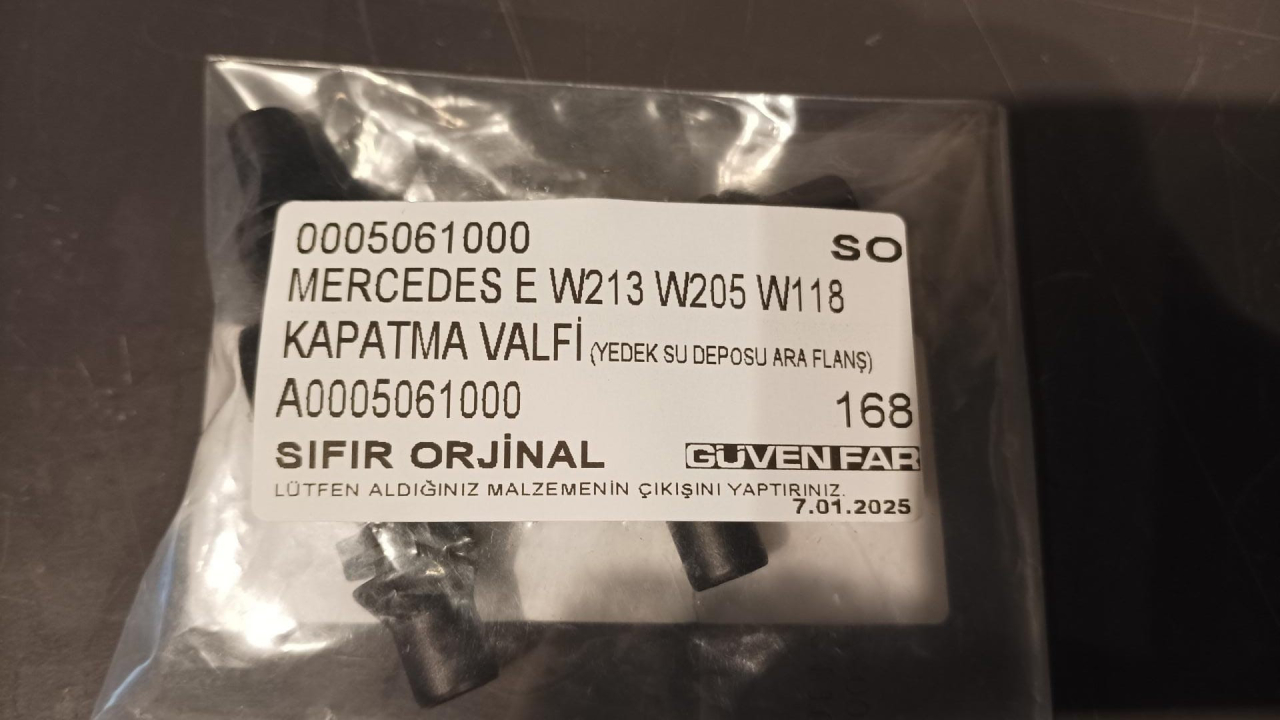 0005061000 SO
MERCEDES E W213 W205 W118
KAPATMA VALFİ (YEDEK SU DEPOSU ARA FLANŞ)
A0005061000 168
SIFIR ORJİNAL GÜVEN FAR
LÜTFEN ALDIĞINIZ MALZEMENİN ÇIKIŞINI YAPTIRINIZ.
7.01.2025